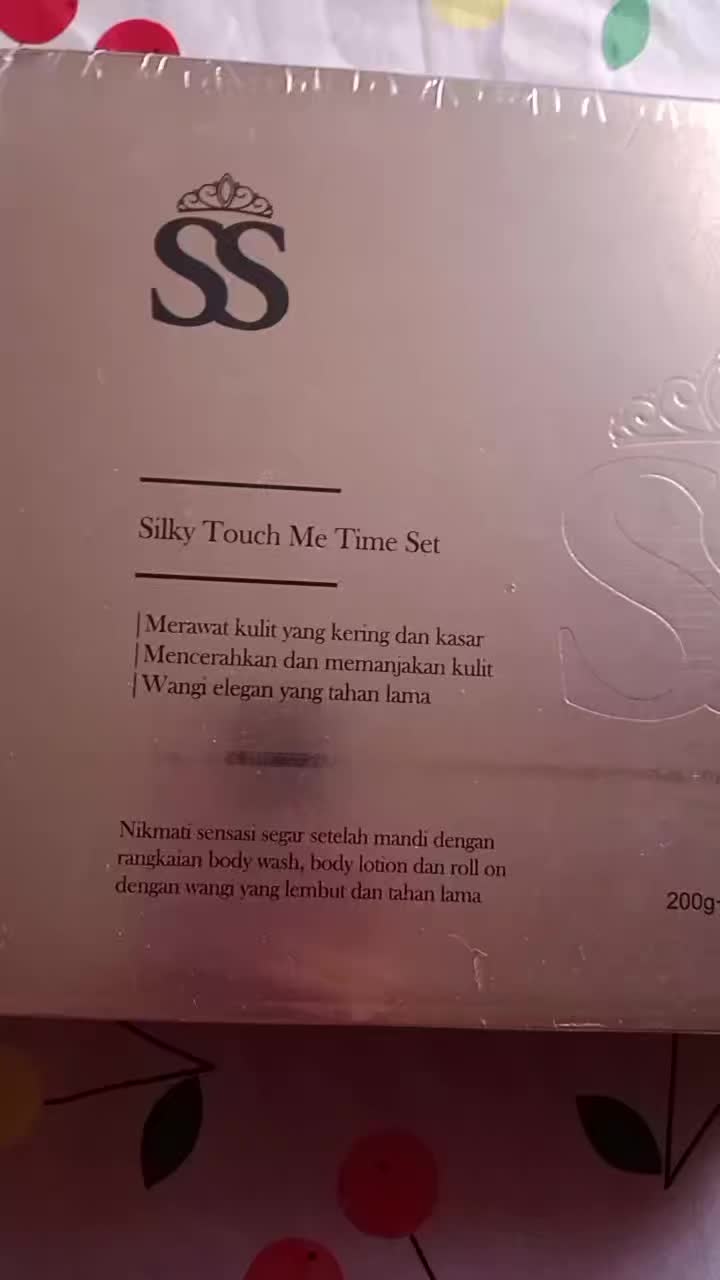 SS
Silky Touch Me Time Set
|Merawat kulit yang kering dan kasar
|Mencerahkan dan memanjakan kulit
|Wangi elegan yang tahan lama
Nikmati sensasi segar setelah mandi dengan
rangkaian body wash, body lotion dan roll on
dengan wangi yang lembut dan tahan lama
200g